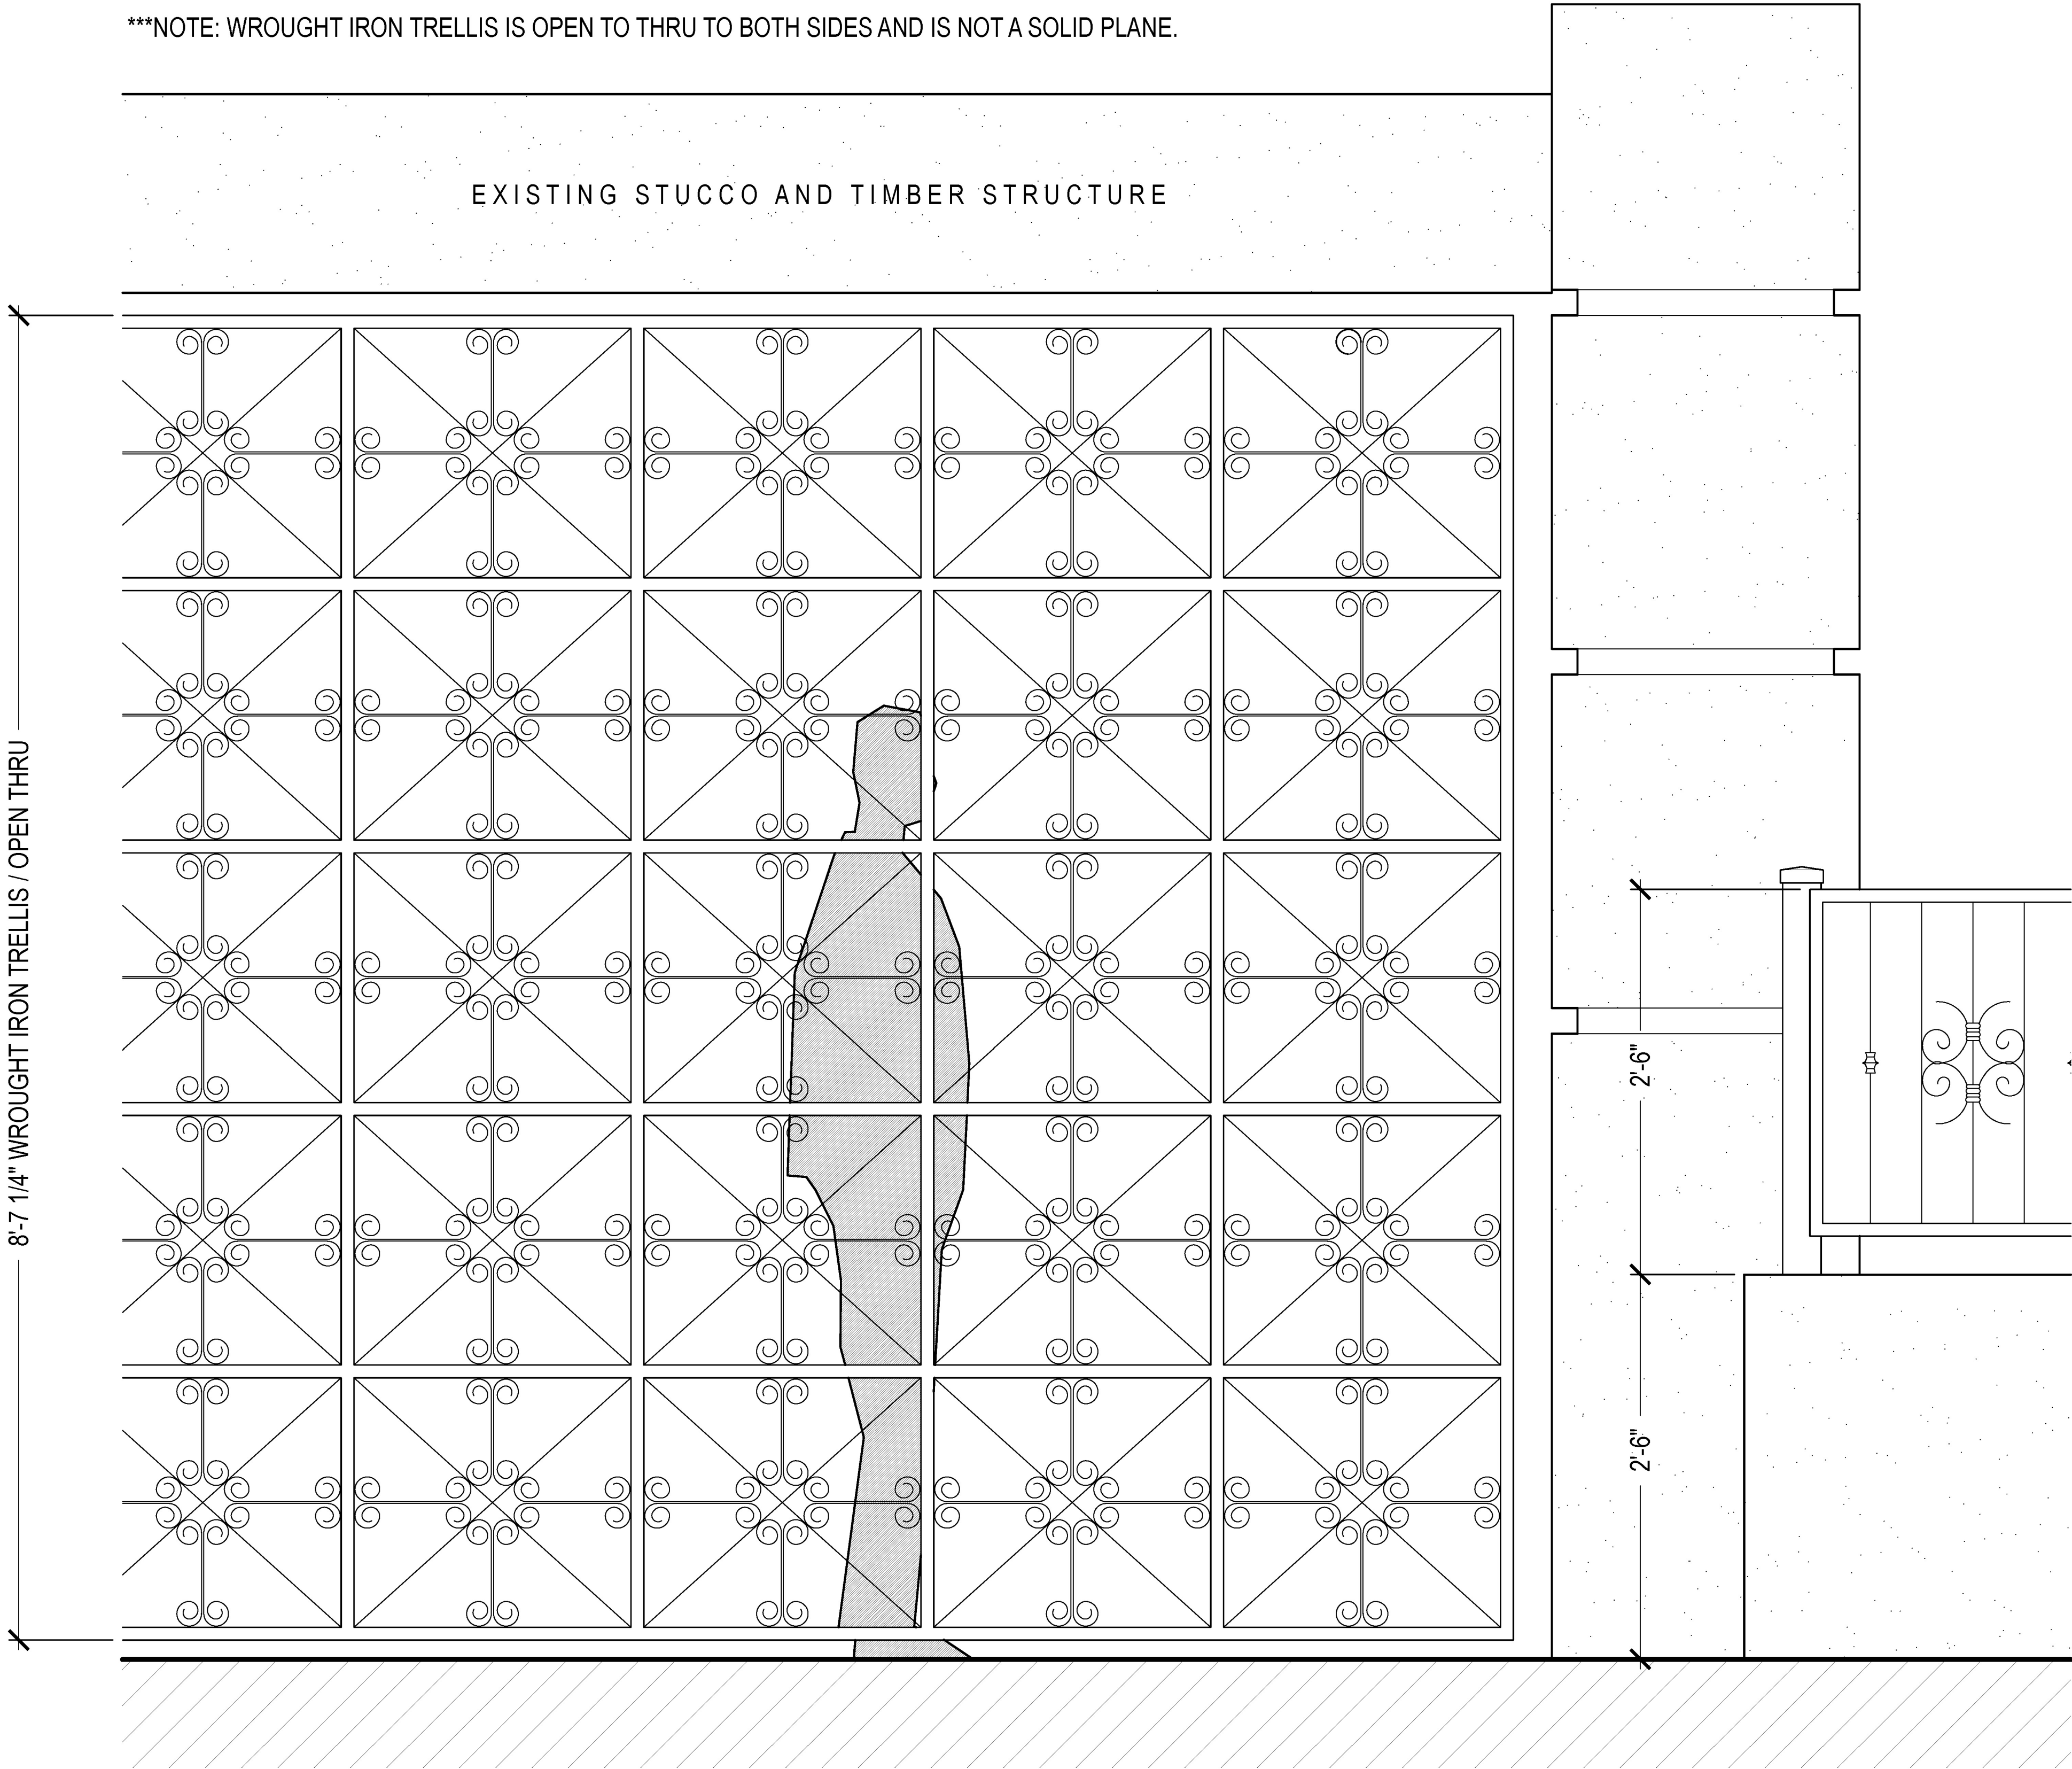 ***NOTE: WROUGHT IRON TRELLIS IS OPEN TO THRU TO BOTH SIDES AND IS NOT A SOLID PLANE.
EXISTING STUCCO AND TIMBER STRUCTURE
8'-7 1/4" WROUGHT IRON TRELLIS / OPEN THRU
2'-6"
2'-6"